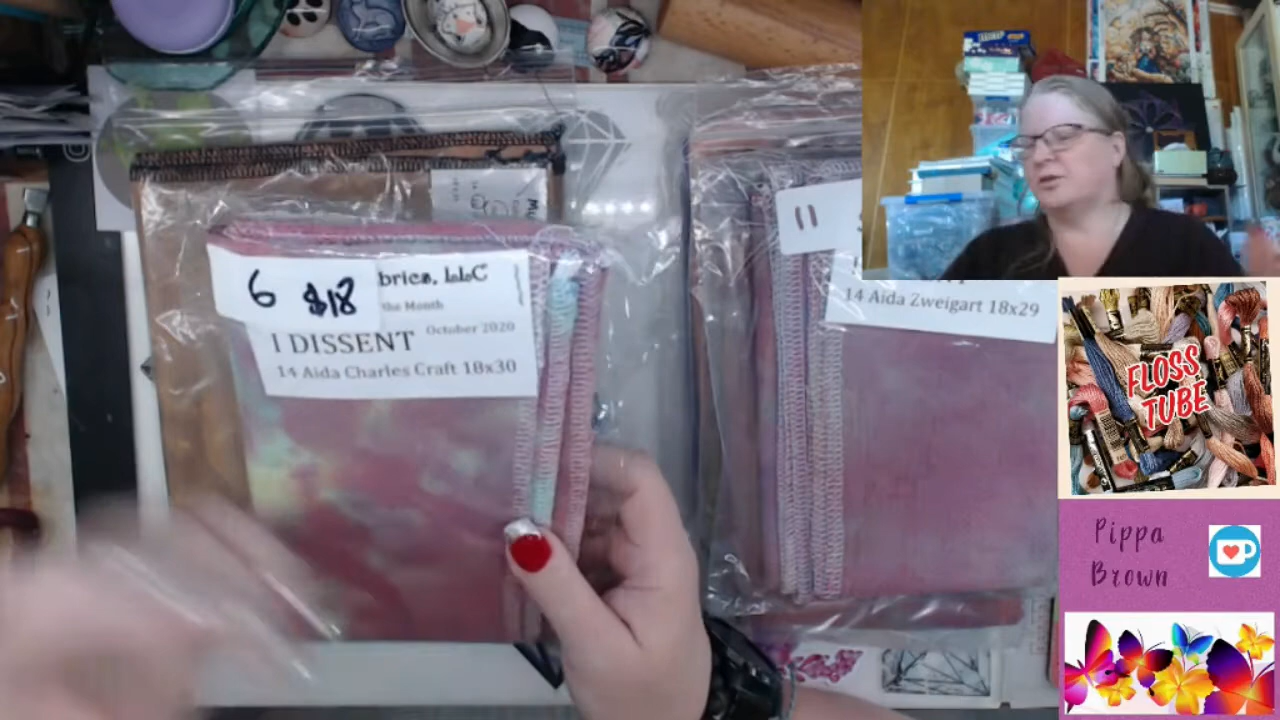 6 $18
brics, LLC
the Month
October 2020
I DISSENT
14 Aida Charles Craft 18x30
11
14 Aida Zweigart 18x29
FLOSS
TUBE
Pippa
Brown